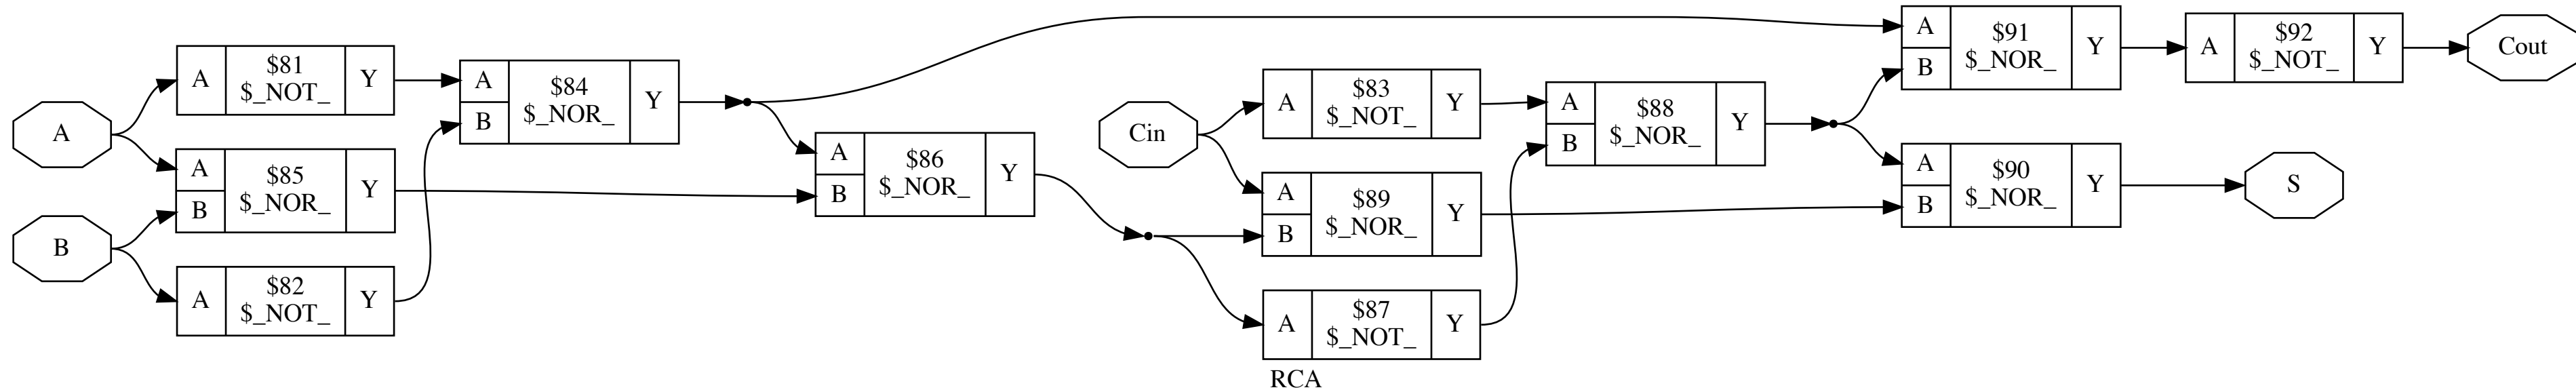 A
B
A
$81
$_NOT_
Y
A
B
$85
$_NOR_
Y
A
$82
$_NOT_
Y
A
B
$84
$_NOR_
Y
A
B
$86
$_NOR_
Y
Cin
A
$83
$_NOT_
Y
A
B
$89
$_NOR_
Y
A
$87
$_NOT_
Y
A
B
$88
$_NOR_
Y
A
B
$91
$_NOR_
Y
A
B
$90
$_NOR_
Y
A
$92
$_NOT_
Y
S
Cout
RCA